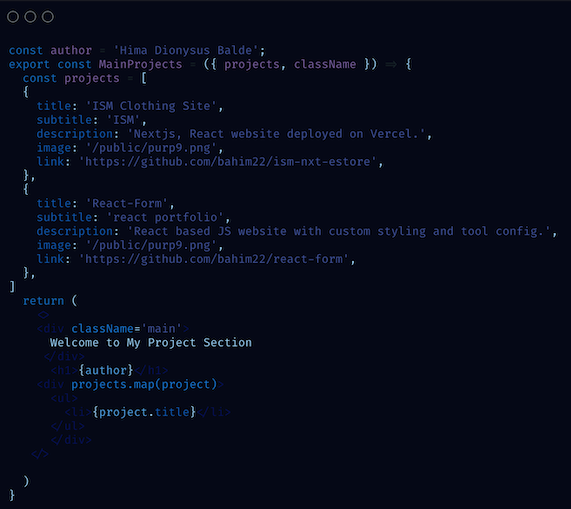 const author = 'Hima Dionysus Balde';
export const MainProjects = ({ projects, className }) => {
  const projects = [
  {
    title: 'ISM Clothing Site',
    subtitle: 'ISM',
    description: 'Nextjs, React website deployed on Vercel.',
    image: '/public/purp9.png',
    link: 'https://github.com/bahim22/ism-nxt-estore',
  },
  {
    title: 'React-Form',
    subtitle: 'react portfolio',
    description: 'React based JS website with custom styling and tool config.',
    image: '/public/purp9.png',
    link: 'https://github.com/bahim22/react-form',
  },
]
  return (
    <>
    <div className='main'>
      Welcome to My Project Section
     </div>
      <h1>{author}</h1>
    <div projects.map(project)>
      <ul>
        <li>{project.title}</li>
      </ul>
      </div>
   </>
  )
}